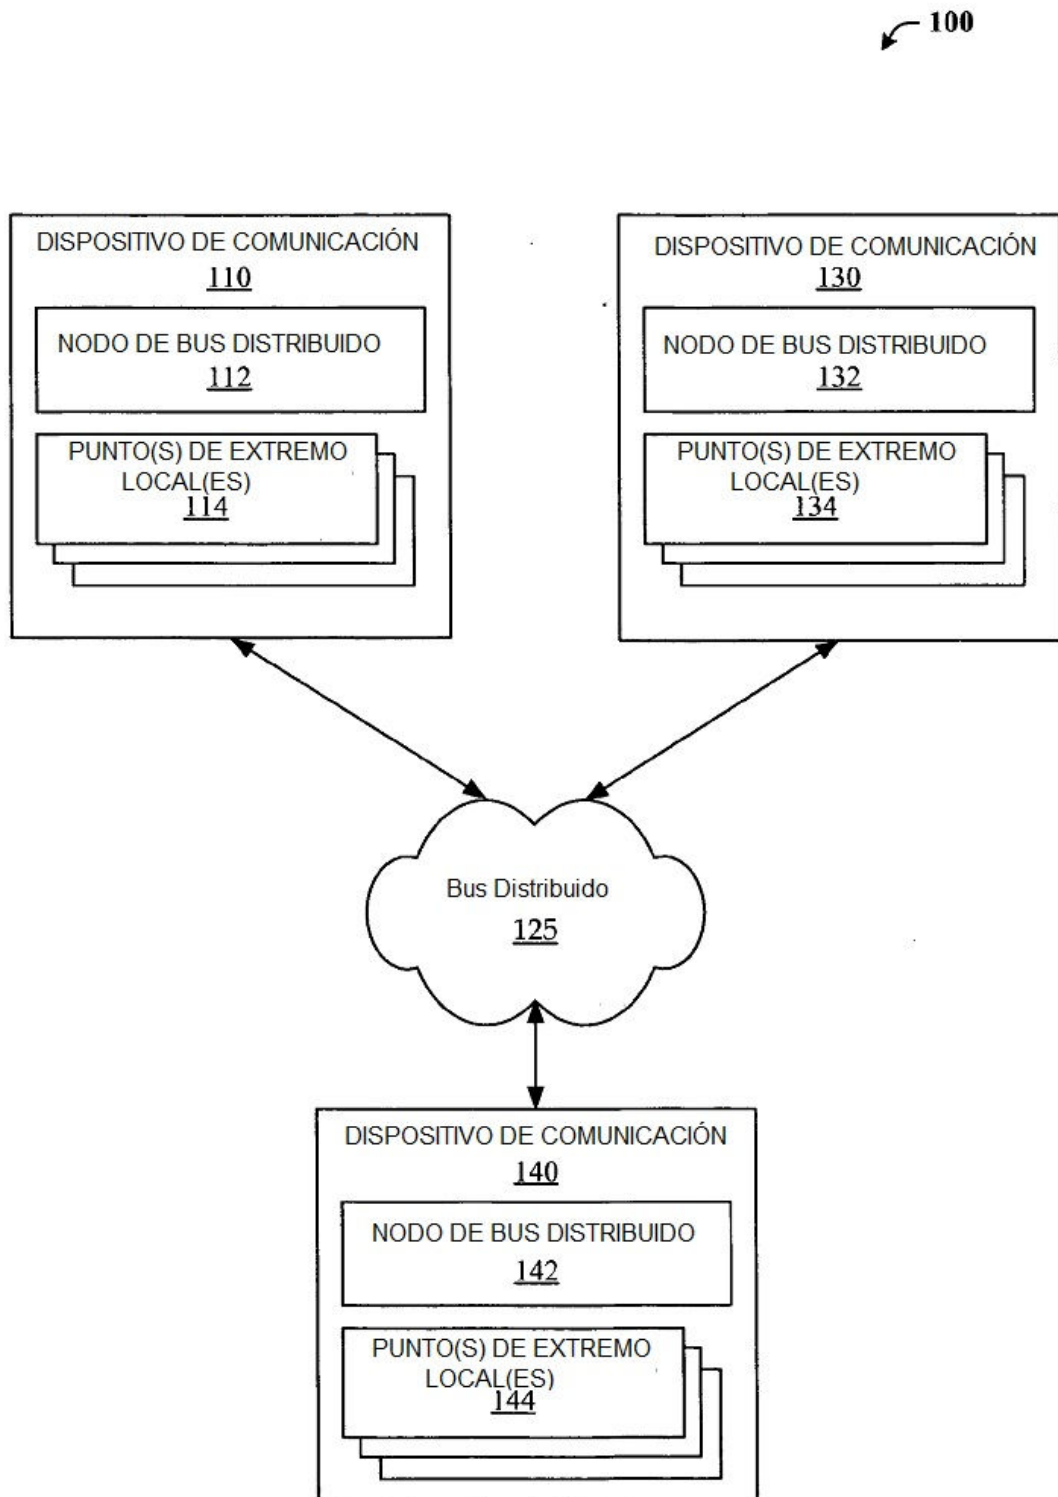 100
DISPOSITIVO DE COMUNICACIÓN
110
NODO DE BUS DISTRIBUIDO
112
PUNTO(S) DE EXTREMO
LOCAL(ES)
114
DISPOSITIVO DE COMUNICACIÓN
130
NODO DE BUS DISTRIBUIDO
132
PUNTO(S) DE EXTREMO
LOCAL(ES)
134
Bus Distribuido
125
DISPOSITIVO DE COMUNICACIÓN
140
NODO DE BUS DISTRIBUIDO
142
PUNTO(S) DE EXTREMO
LOCAL(ES)
144